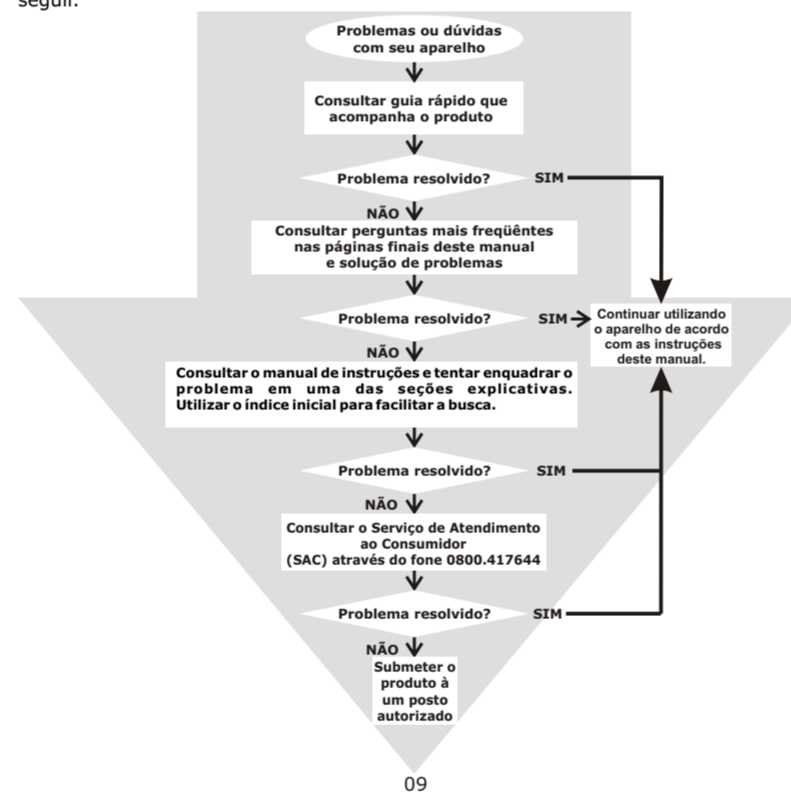 seguir.
Problemas ou dúvidas
com seu aparelho
Consultar guia rápido que
acompanha o produto
Problema resolvido?
SIM
NÃO
Consultar perguntas mais freqüêntes
nas páginas finais deste manual
e solução de problemas
Problema resolvido?
SIM
Continuar utilizando
o aparelho de acordo
com as instruções
deste manual.
NÃO
Consultar o manual de instruções e tentar enquadrar o
problema em uma das seções explicativas.
Utilizar o índice inicial para facilitar a busca.
Problema resolvido?
SIM
NÃO
Consultar o Serviço de Atendimento
ao Consumidor
(SAC) através do fone 0800.417644
Problema resolvido?
SIM
NÃO
Submeter o
produto à
um posto
autorizado
09